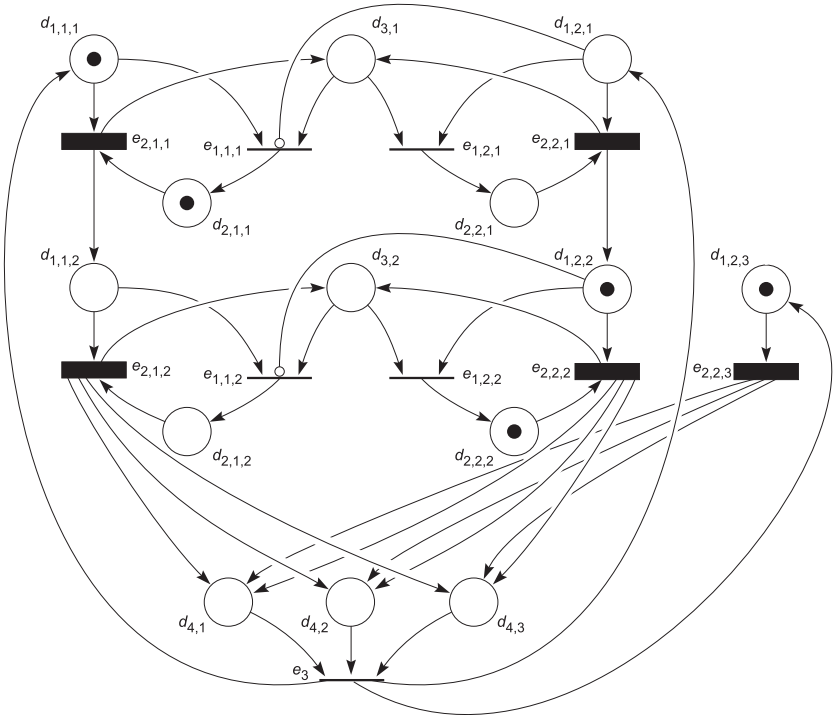 d1,1,1
d3,1
d1,2,1
e2,1,1
e1,1,1
e1,2,1
e2,2,1
d2,1,1
d2,2,1
d1,1,2
d3,2
d1,2,2
d1,2,3
e2,1,2
e1,1,2
e1,2,2
e2,2,2
e2,2,3
d2,1,2
d2,2,2
d4,1
d4,2
d4,3
e3